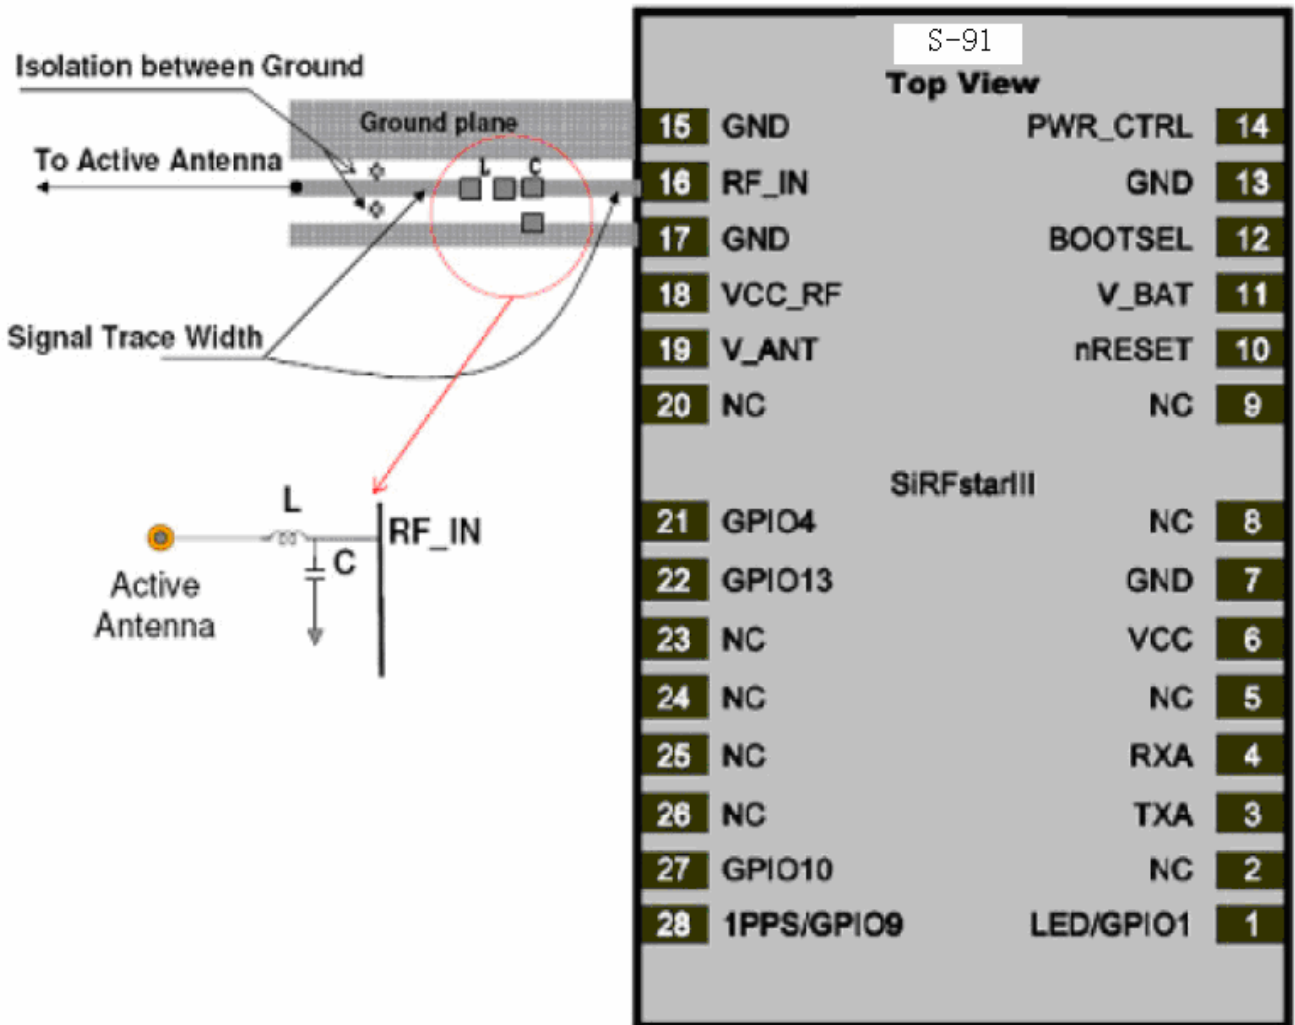 S-91
Top View
Isolation between Ground
Ground plane
To Active Antenna
L C
Signal Trace Width
15 GND PWR_CTRL 14
16 RF_IN GND 13
17 GND BOOTSEL 12
18 VCC_RF V_BAT 11
19 V_ANT nRESET 10
20 NC NC 9
SiRFstarIII
21 GPIO4 NC 8
22 GPIO13 GND 7
23 NC VCC 6
24 NC NC 5
25 NC RXA 4
26 NC TXA 3
27 GPIO10 NC 2
28 1PPS/GPIO9 LED/GPIO1 1
L
RF_IN
C
Active
Antenna